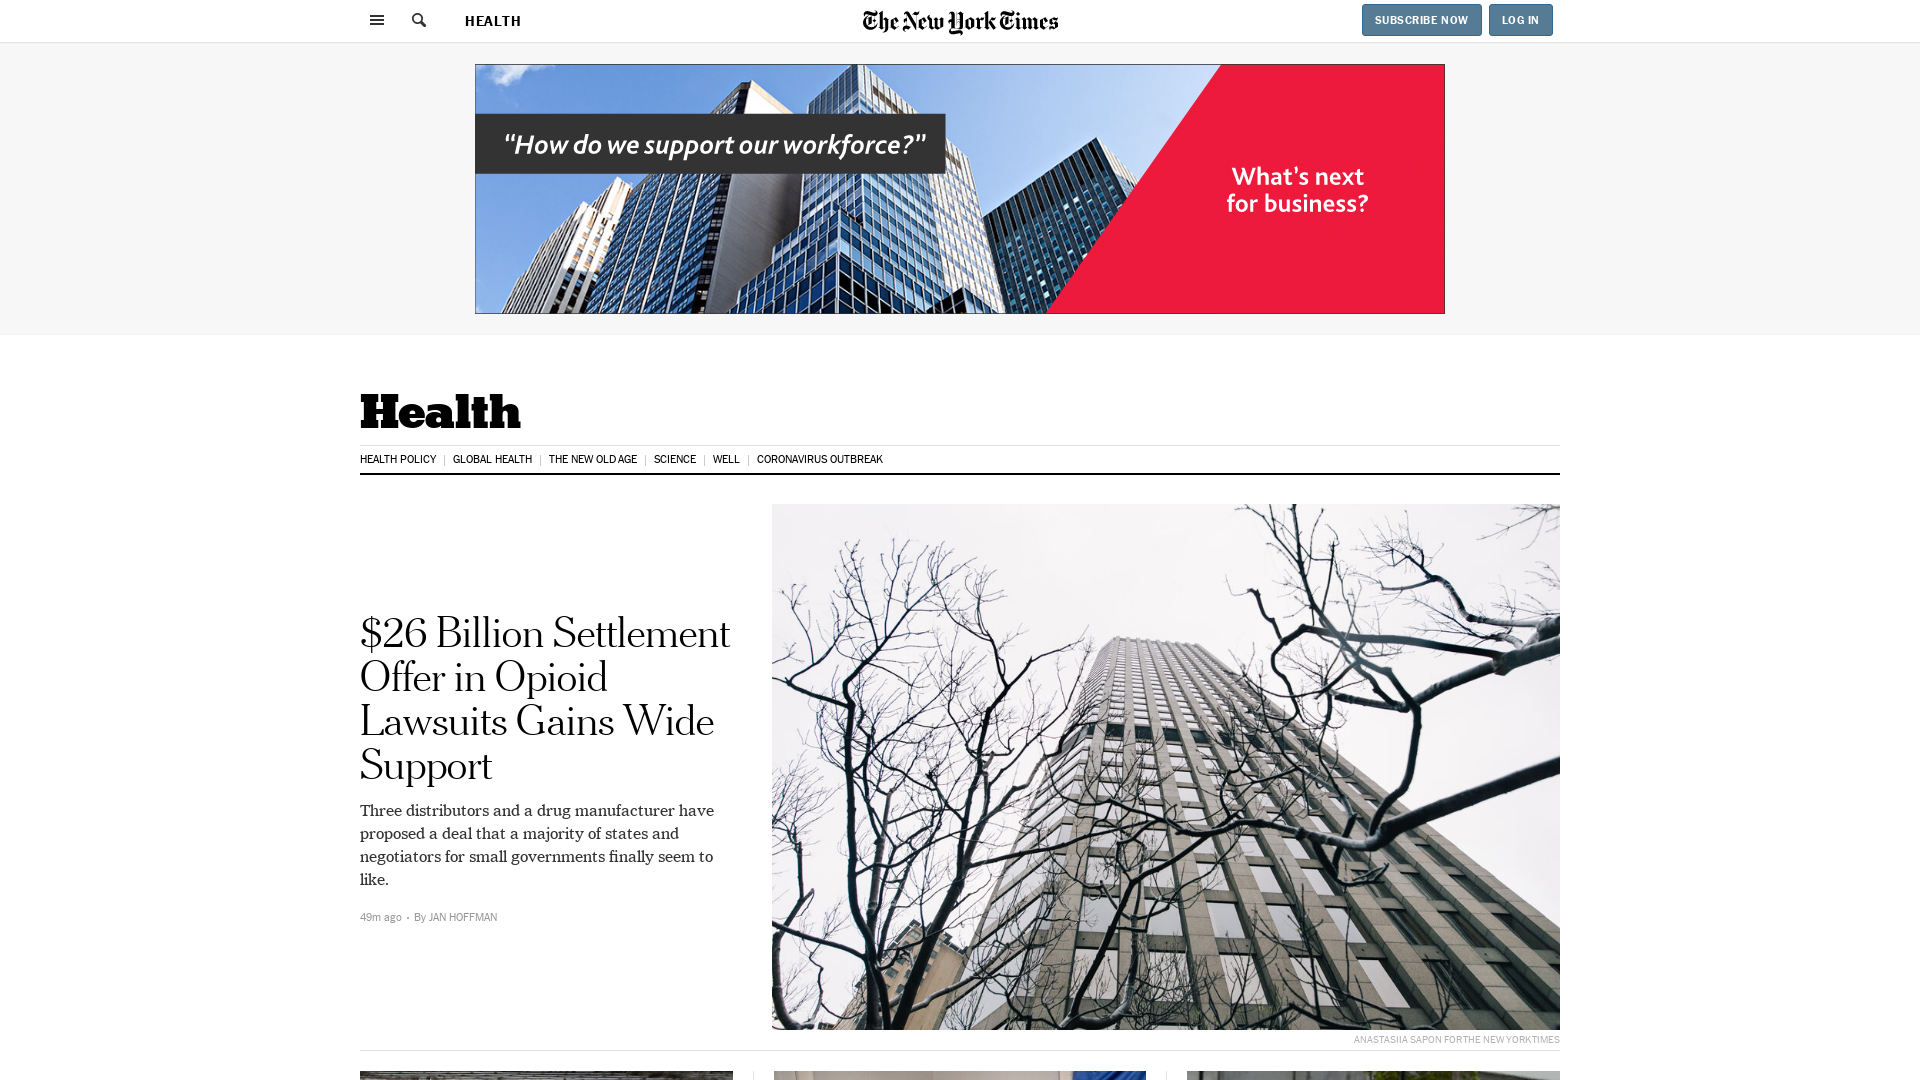 HEALTH
The New York Times
SUBSCRIBE NOW
LOG IN
“How do we support our workforce?”
What’s next
for business?
Health
HEALTH POLICY
GLOBAL HEALTH
THE NEW OLD AGE
SCIENCE
WELL
CORONAVIRUS OUTBREAK
$26 Billion Settlement
Offer in Opioid
Lawsuits Gains Wide
Support
Three distributors and a drug manufacturer have
proposed a deal that a majority of states and
negotiators for small governments finally seem to
like.
49m ago · By JAN HOFFMAN
ANASTASIIA SAPON FOR THE NEW YORK TIMES